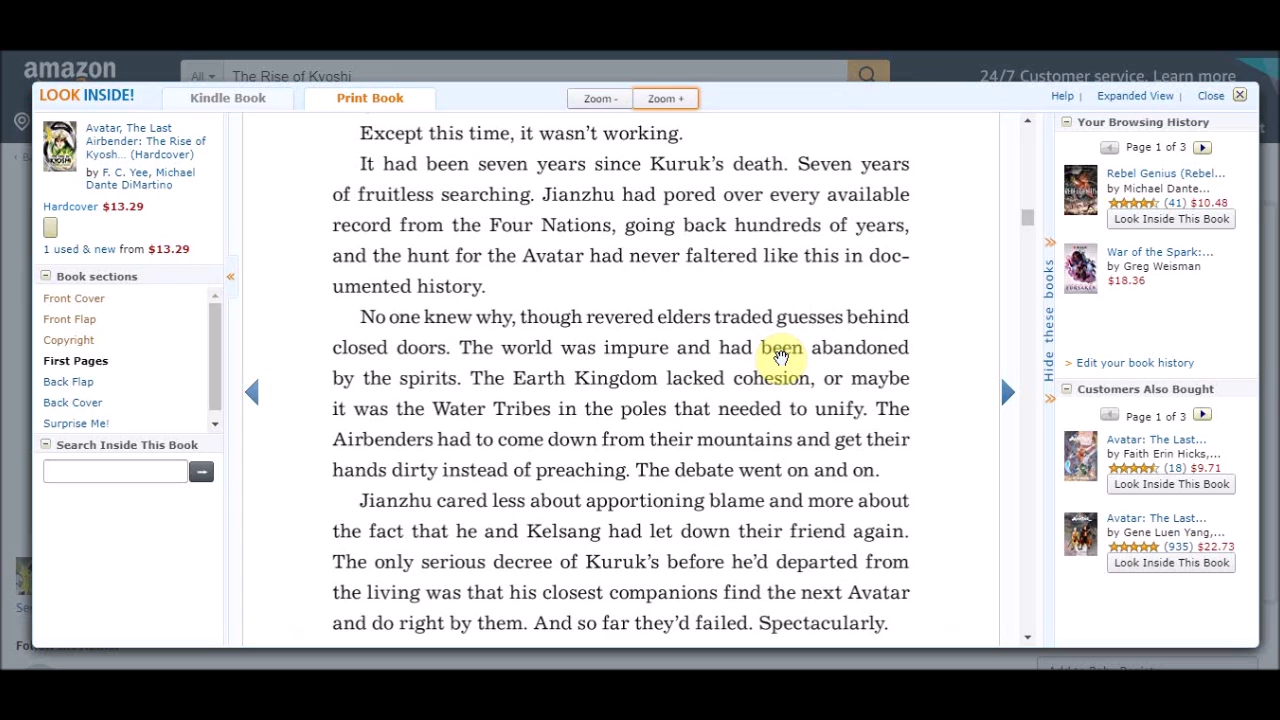 amazon
All
The Rise of Kyoshi
24/7 Customer service. Learn more
LOOK INSIDE!
Kindle Book
Print Book
Zoom -
Zoom +
Help |
Expanded View |
Close
Avatar, The Last
Airbender: The Rise of
Kyosh... (Hardcover)
by F. C. Yee, Michael
Dante DiMartino
Hardcover $13.29
1 used & new from $13.29
Book sections
Front Cover
Front Flap
Copyright
First Pages
Back Flap
Back Cover
Surprise Me!
Search Inside This Book
Except this time, it wasn't working.
It had been seven years since Kuruk's death. Seven years
of fruitless searching. Jianzhu had pored over every available
record from the Four Nations, going back hundreds of years,
and the hunt for the Avatar had never faltered like this in doc-
umented history.
No one knew why, though revered elders traded guesses behind
closed doors. The world was impure and had been abandoned
by the spirits. The Earth Kingdom lacked cohesion, or maybe
it was the Water Tribes in the poles that needed to unify. The
Airbenders had to come down from their mountains and get their
hands dirty instead of preaching. The debate went on and on.
Jianzhu cared less about apportioning blame and more about
the fact that he and Kelsang had let down their friend again.
The only serious decree of Kuruk's before he'd departed from
the living was that his closest companions find the next Avatar
and do right by them. And so far they'd failed. Spectacularly.
Hide these books
Your Browsing History
Page 1 of 3
Rebel Genius (Rebel...
by Michael Dante...
(41) $10.48
Look Inside This Book
War of the Spark:...
by Greg Weisman
$18.36
> Edit your book history
Customers Also Bought
Page 1 of 3
Avatar: The Last...
by Faith Erin Hicks,...
(18) $9.71
Look Inside This Book
Avatar: The Last...
by Gene Luen Yang,...
(935) $22.73
Look Inside This Book